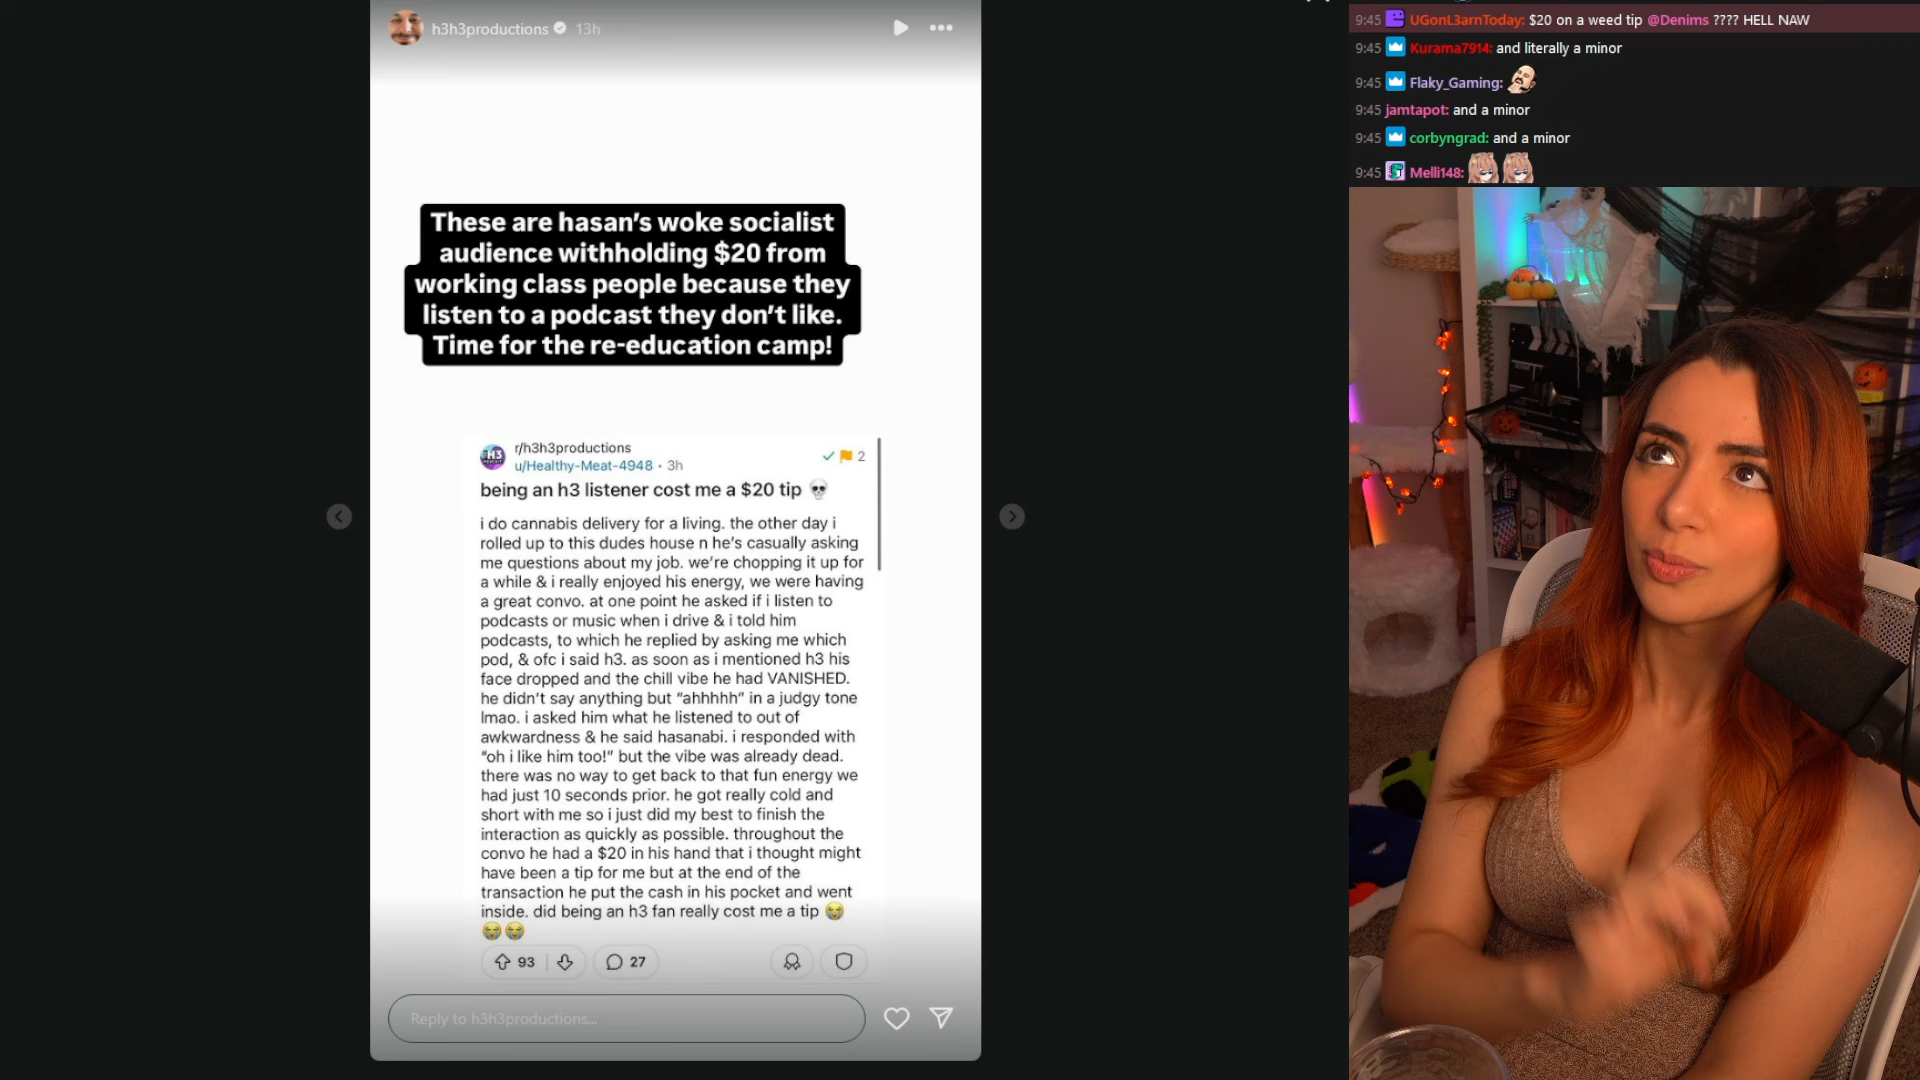 h3h3productions 13h
These are hasan's woke socialist
audience withholding $20 from
working class people because they
listen to a podcast they don't like.
Time for the re-education camp!
H3
r/h3h3productions
u/Healthy-Meat-4948 • 3h
2
being an h3 listener cost me a $20 tip 💀
i do cannabis delivery for a living. the other day i
rolled up to this dudes house n he's casually asking
me questions about my job. we're chopping it up for
a while & i really enjoyed his energy, we were having
a great convo. at one point he asked if i listen to
podcasts or music when i drive & i told him
podcasts, to which he replied by asking me which
pod, & ofc i said h3. as soon as i mentioned h3 his
face dropped and the chill vibe he had VANISHED.
he didn't say anything but "ahhhhh" in a judgy tone
lmao. i asked him what he listened to out of
awkwardness & he said hasanabi. i responded with
"oh i like him too!" but the vibe was already dead.
there was no way to get back to that fun energy we
had just 10 seconds prior. he got really cold and
short with me so i just did my best to finish the
interaction as quickly as possible. throughout the
convo he had a $20 in his hand that i thought might
have been a tip for me but at the end of the
transaction he put the cash in his pocket and went
inside. did being an h3 fan really cost me a tip 😭
😭😭
93
27
Reply to h3h3productions...
9:45 UGonL3arnToday: $20 on a weed tip @Denims ???? HELL NAW
9:45 Kurama7914: and literally a minor
9:45 Flaky_Gaming:
9:45 jamtapot: and a minor
9:45 corbyngrad: and a minor
9:45 Melli148: